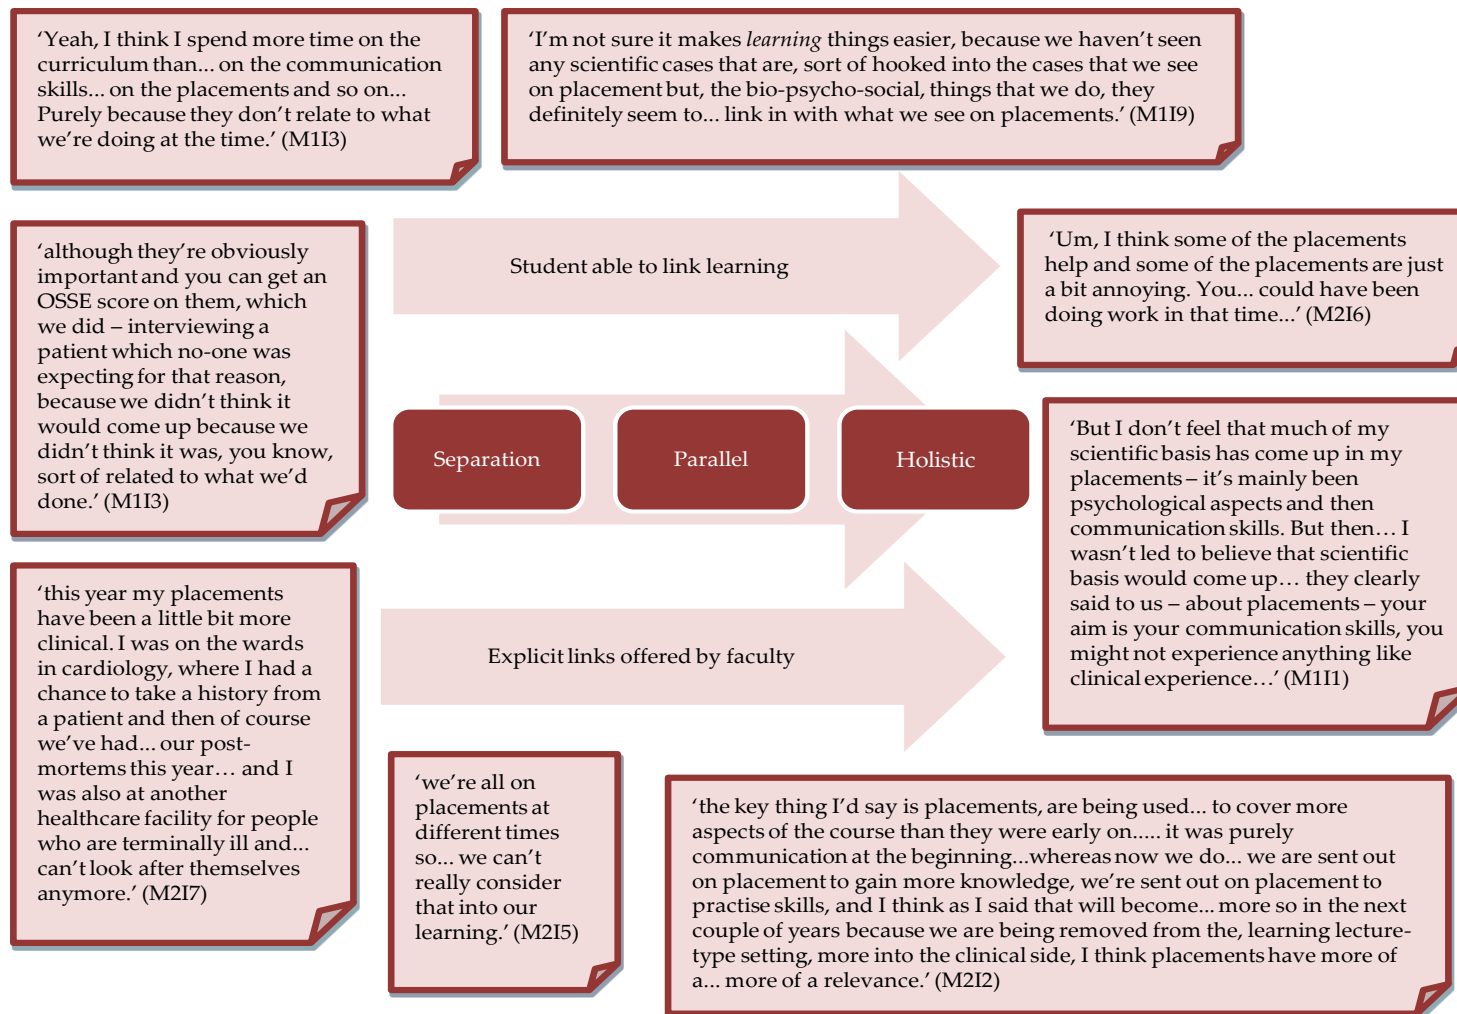 ‘Yeah, I think I spend more time on the
curriculum than... on the communication
skills... on the placements and so on...
Purely because they don’t relate to what
we’re doing at the time.’ (M1I3)
‘I’m not sure it makes learning things easier, because we haven’t seen
any scientific cases that are, sort of hooked into the cases that we see
on placement but, the bio-psycho-social, things that we do, they
definitely seem to... link in with what we see on placements.’ (M1I9)
‘although they’re obviously
important and you can get an
OSSE score on them, which
we did – interviewing a
patient which no-one was
expecting for that reason,
because we didn’t think it
would come up because we
didn’t think it was, you know,
sort of related to what we’d
done.’ (M1I3)
Student able to link learning
‘Um, I think some of the placements
help and some of the placements are just
a bit annoying. You... could have been
doing work in that time...’ (M2I6)
Separation
Parallel
Holistic
‘But I don’t feel that much of my
scientific basis has come up in my
placements – it’s mainly been
psychological aspects and then
communication skills. But then… I
wasn’t led to believe that scientific
basis would come up… they clearly
said to us – about placements – your
aim is your communication skills, you
might not experience anything like
clinical experience…’ (M1I1)
‘this year my placements
have been a little bit more
clinical. I was on the wards
in cardiology, where I had a
chance to take a history from
a patient and then of course
we’ve had... our post-
mortems this year… and I
was also at another
healthcare facility for people
who are terminally ill and...
can’t look after themselves
anymore.’ (M2I7)
Explicit links offered by faculty
‘we’re all on
placements at
different times
so... we can’t
really consider
that into our
learning.’ (M2I5)
‘the key thing I’d say is placements, are being used... to cover more
aspects of the course than they were early on..... it was purely
communication at the beginning...whereas now we do... we are sent out
on placement to gain more knowledge, we’re sent out on placement to
practise skills, and I think as I said that will become... more so in the next
couple of years because we are being removed from the, learning lecture-
type setting, more into the clinical side, I think placements have more of
a... more of a relevance.’ (M2I2)